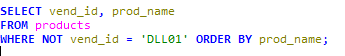 SELECT vend_id, prod_name
FROM products
WHERE NOT vend_id = 'DLL01' ORDER BY prod_name;